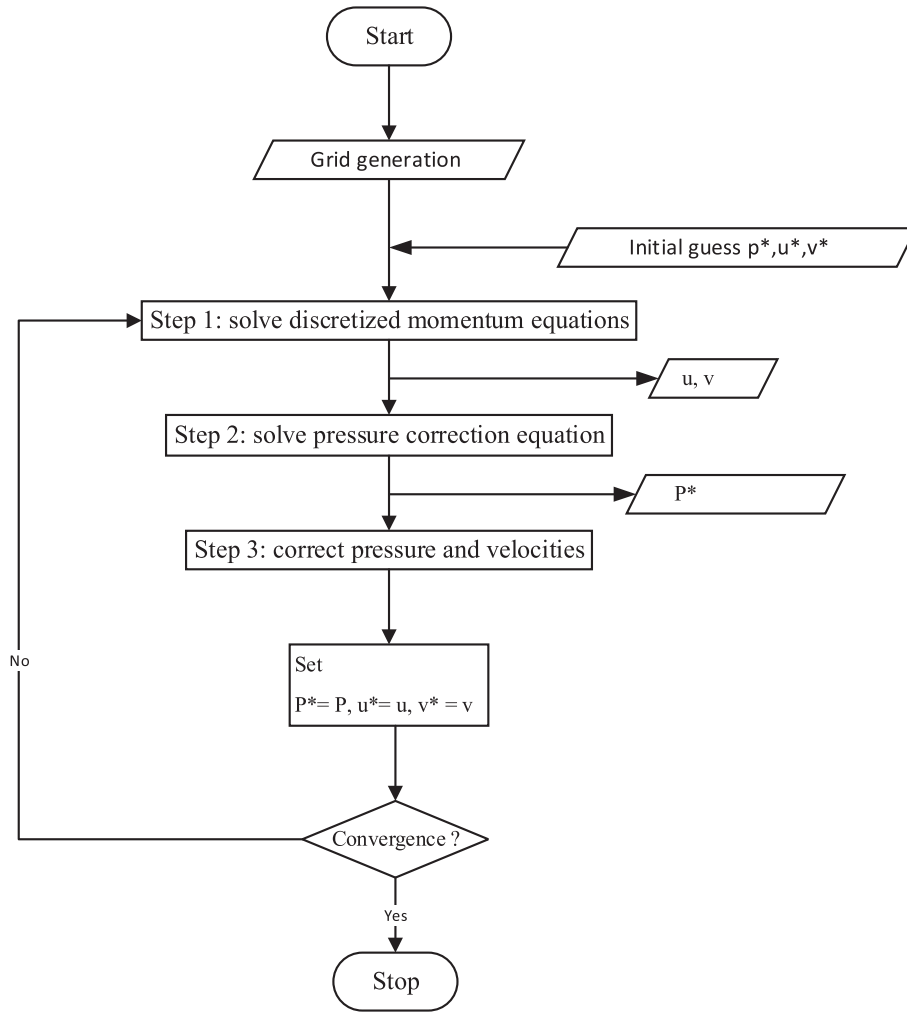 Start
Grid generation
Initial guess p*,u*,v*
Step 1: solve discretized momentum equations
u, v
Step 2: solve pressure correction equation
P*
Step 3: correct pressure and velocities
No
Set
P*= P, u*= u, v* = v
Convergence ?
Yes
Stop